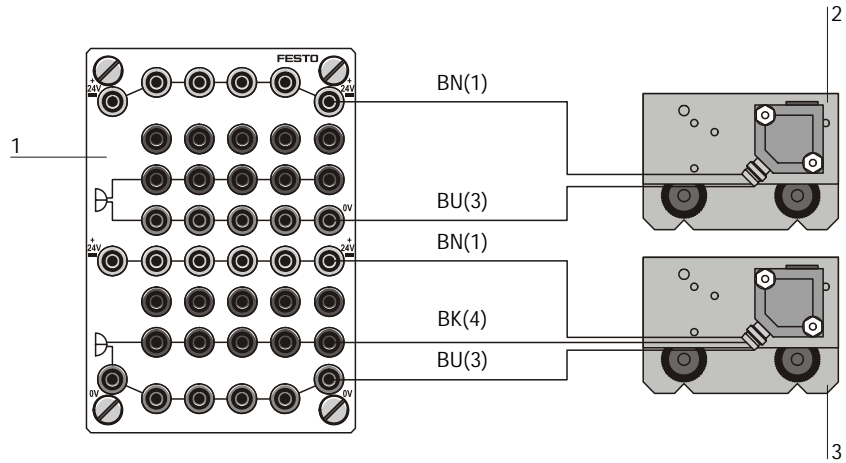 2
FESTO
+ +
24V 24V
BN(1)
1
BU(3)
0V
BN(1)
+ +
24V 24V
BK(4)
BU(3)
0V 0V
3